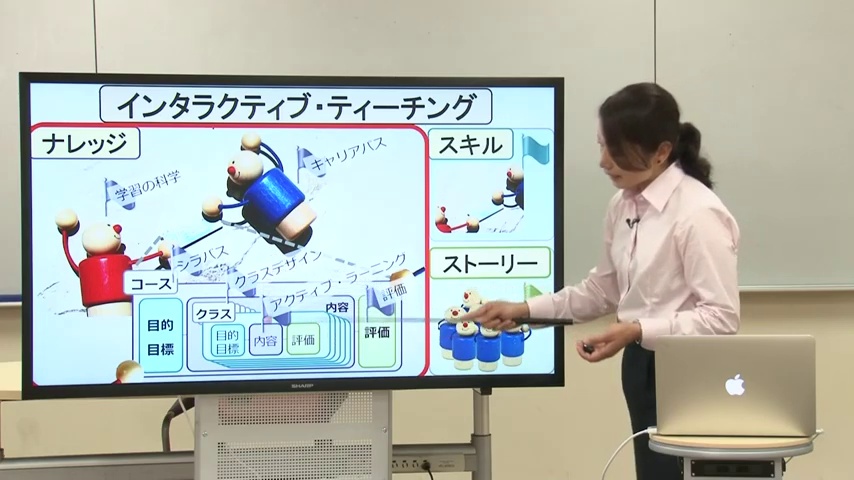 インタラクティブ・ティーチング
ナレッジ
スキル
キャリアパス
学習の科学
シラバス
クラスデザイン
アクティブ・ラーニング
評価
ストーリー
コース
クラス
内容
目的
目標
目的
目標
内容
評価
評価
SHARP